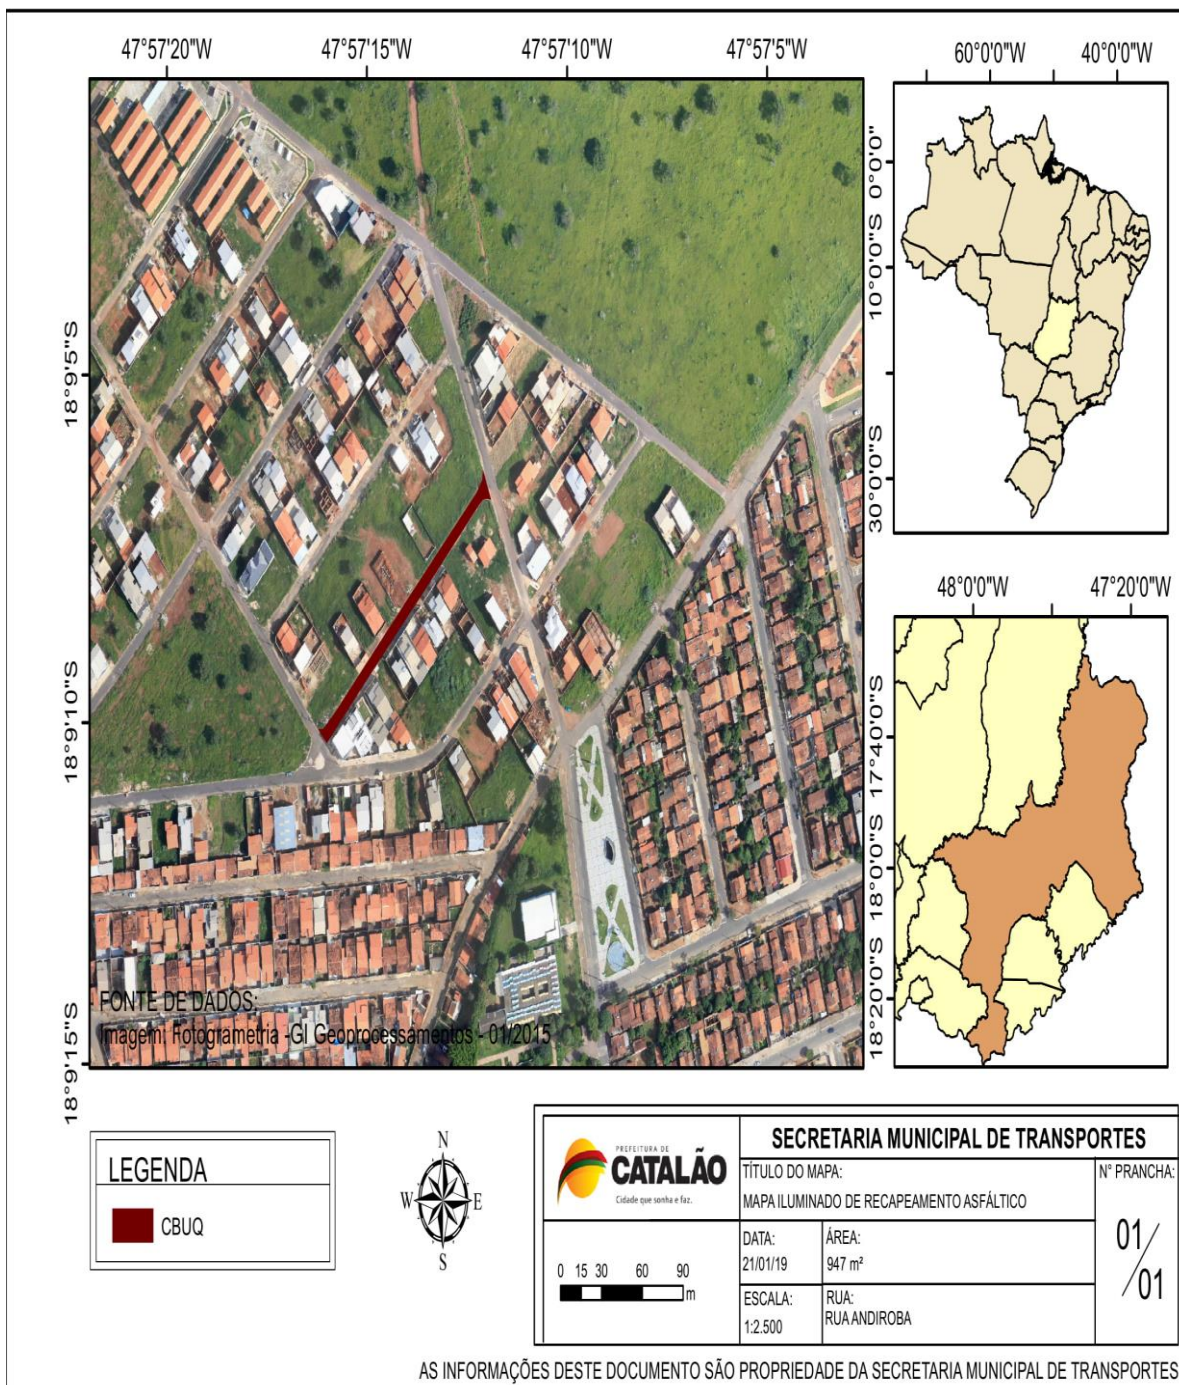 47°57'20"W 47°57'15"W 47°57'10"W 47°57'5"W
60°0'0"W 40°0'0"W
18°9'5"S
18°9'10"S
18°9'15"S
0°0'0"
10°0'0"S
30°0'0"S
48°0'0"W 47°20'0"W
17°40'0"S
18°0'0"S
18°20'0"S
FONTE DE DADOS:
Imagem: Fotogrametria -GI Geoprocessamentos - 01/2015
LEGENDA
CBUQ
N
W E
S
PREFEITURA DE
CATALÃO
Cidade que sonha e faz.
0 15 30 60 90
m
SECRETARIA MUNICIPAL DE TRANSPORTES
TÍTULO DO MAPA:
MAPA ILUMINADO DE RECAPEAMENTO ASFÁLTICO
N° PRANCHA:
01/01
DATA:
21/01/19
ÁREA:
947 m²
ESCALA:
1:2.500
RUA:
RUA ANDIROBA
AS INFORMAÇÕES DESTE DOCUMENTO SÃO PROPRIEDADE DA SECRETARIA MUNICIPAL DE TRANSPORTES